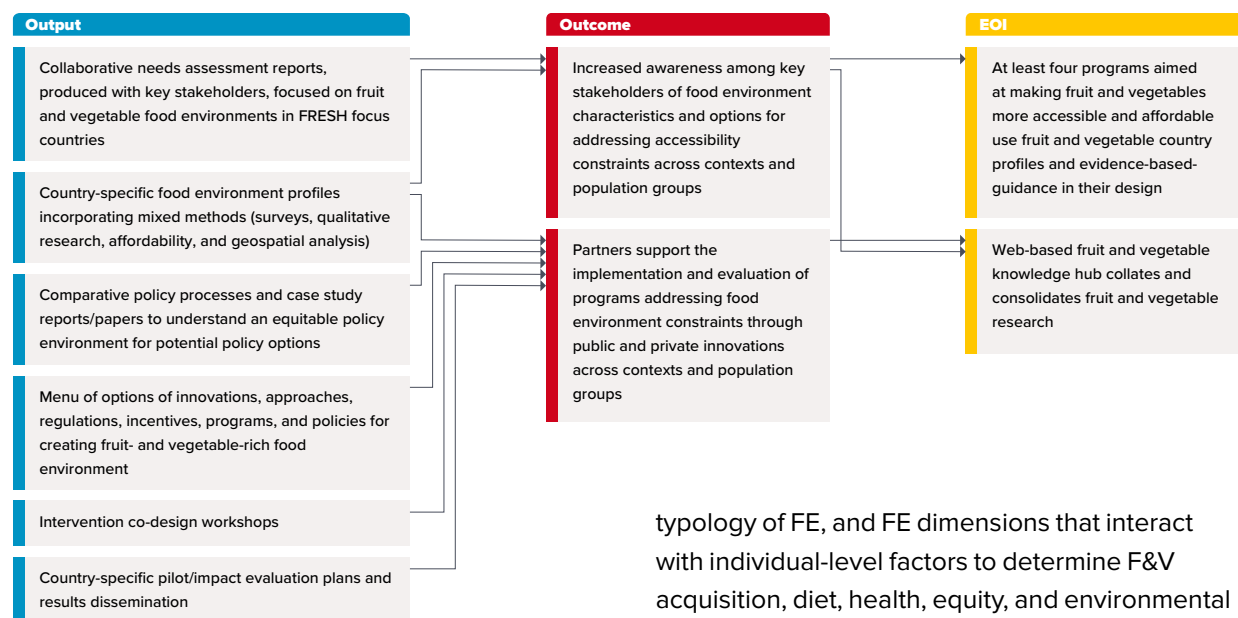 Output
Collaborative needs assessment reports,
produced with key stakeholders, focused on fruit
and vegetable food environments in FRESH focus
countries
Country-specific food environment profiles
incorporating mixed methods (surveys, qualitative
research, affordability, and geospatial analysis)
Comparative policy processes and case study
reports/papers to understand an equitable policy
environment for potential policy options
Menu of options of innovations, approaches,
regulations, incentives, programs, and policies for
creating fruit- and vegetable-rich food
environment
Intervention co-design workshops
Country-specific pilot/impact evaluation plans and
results dissemination
Outcome
Increased awareness among key
stakeholders of food environment
characteristics and options for
addressing accessibility
constraints across contexts and
population groups
Partners support the
implementation and evaluation of
programs addressing food
environment constraints through
public and private innovations
across contexts and population
groups
EOI
At least four programs aimed
at making fruit and vegetables
more accessible and affordable
use fruit and vegetable country
profiles and evidence-based-
guidance in their design
Web-based fruit and vegetable
knowledge hub collates and
consolidates fruit and vegetable
research
typology of FE, and FE dimensions that interact
with individual-level factors to determine F&V
acquisition, diet, health, equity, and environmental